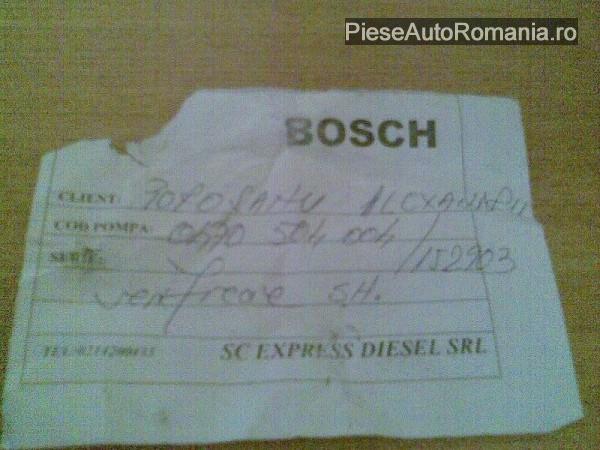 PieseAutoRomania.ro
BOSCH
CLIENT:
COD POMPA: 0470 504 004
SERIE: /152903
verificare S.H.
SC EXPRESS DIESEL SRL